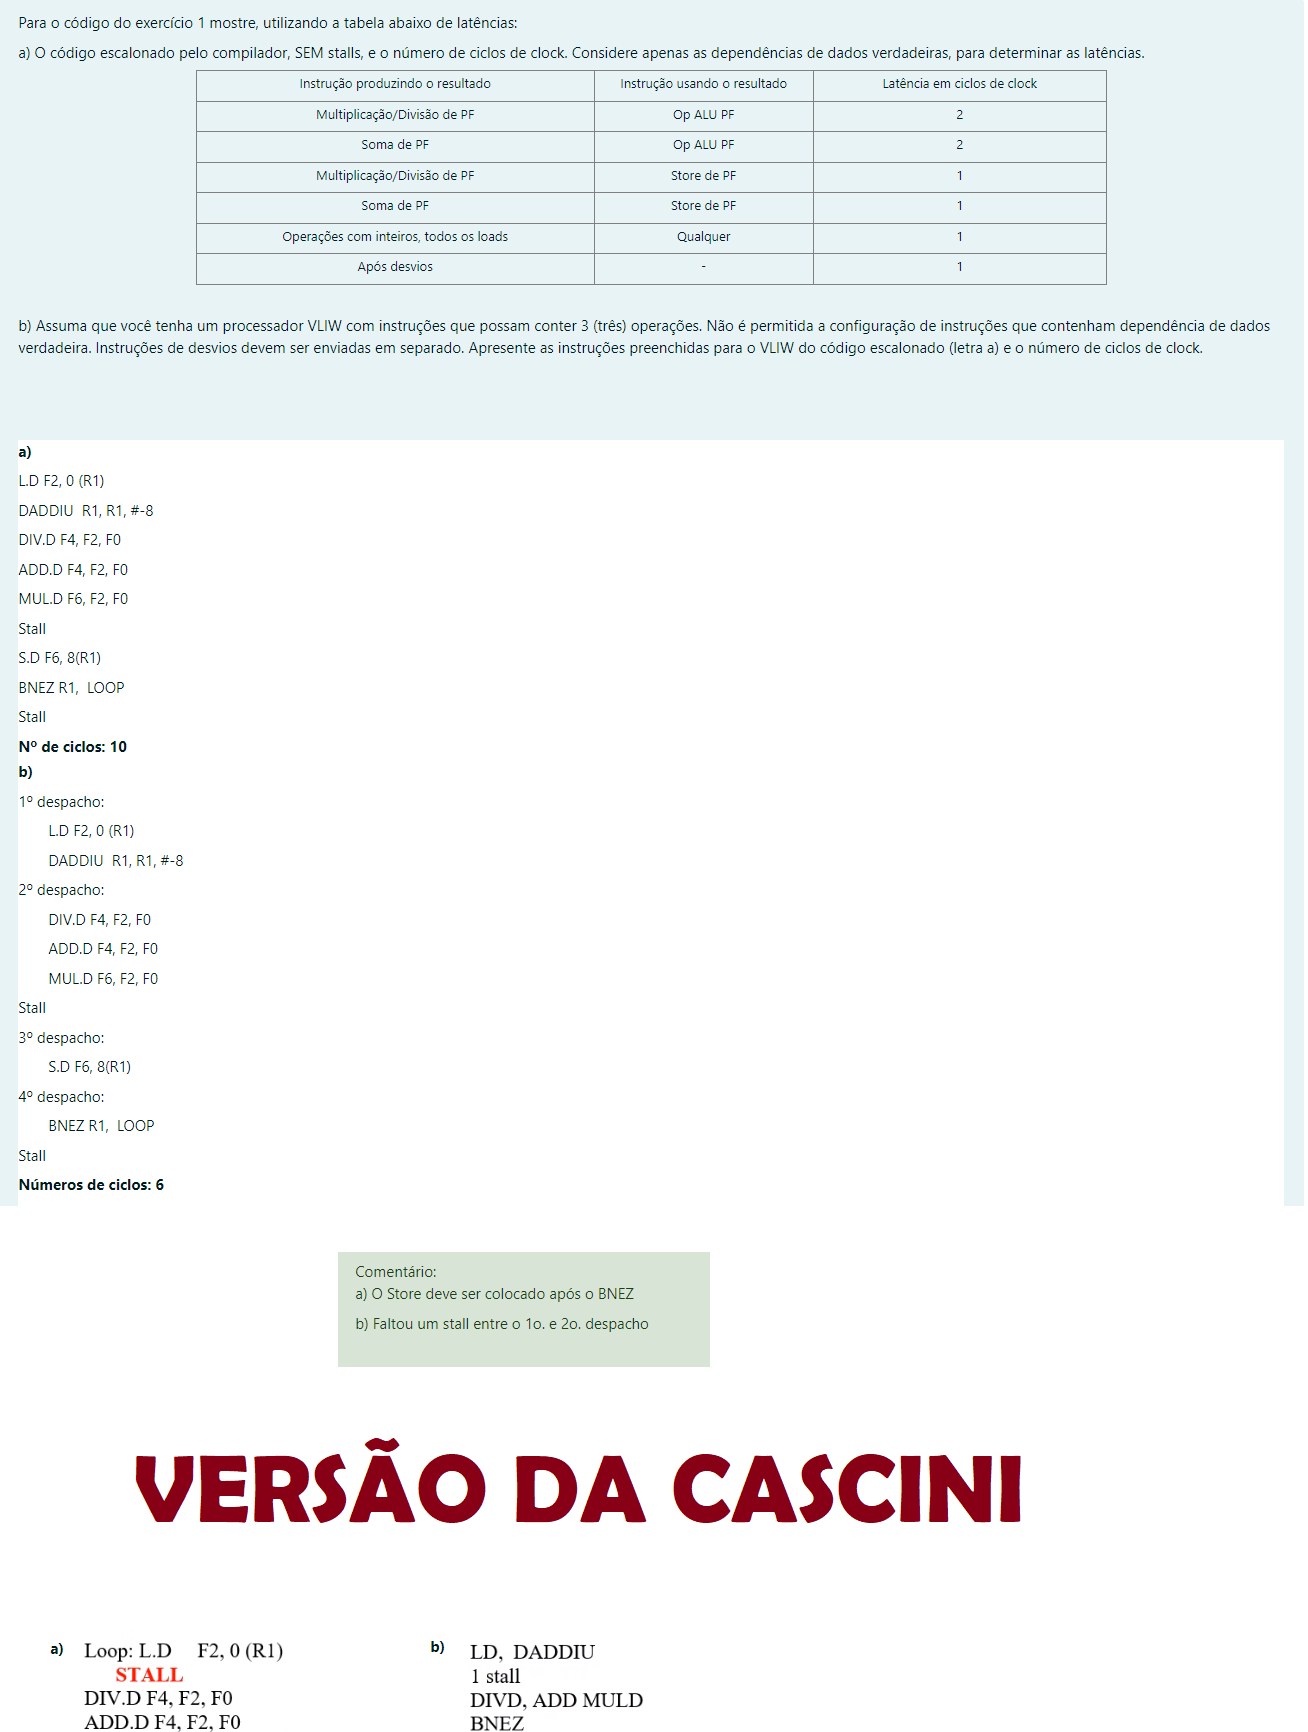 Para o código do exercício 1 mostre, utilizando a tabela abaixo de latências:
a) O código escalonado pelo compilador, SEM stalls, e o número de ciclos de clock. Considere apenas as dependências de dados verdadeiras, para determinar as latências.
Instrução produzindo o resultado Instrução usando o resultado Latência em ciclos de clock
Multiplicação/Divisão de PF Op ALU PF 2
Soma de PF Op ALU PF 2
Multiplicação/Divisão de PF Store de PF 1
Soma de PF Store de PF 1
Operações com inteiros, todos os loads Qualquer 1
Após desvios - 1
b) Assuma que você tenha um processador VLIW com instruções que possam conter 3 (três) operações. Não é permitida a configuração de instruções que contenham dependência de dados
verdadeira. Instruções de desvios devem ser enviadas em separado. Apresente as instruções preenchidas para o VLIW do código escalonado (letra a) e o número de ciclos de clock.
a)
L.D F2, 0 (R1)
DADDIU R1, R1, #-8
DIV.D F4, F2, F0
ADD.D F4, F2, F0
MUL.D F6, F2, F0
Stall
S.D F6, 8(R1)
BNEZ R1, LOOP
Stall
Nº de ciclos: 10
b)
1º despacho:
L.D F2, 0 (R1)
DADDIU R1, R1, #-8
2º despacho:
DIV.D F4, F2, F0
ADD.D F4, F2, F0
MUL.D F6, F2, F0
Stall
3º despacho:
S.D F6, 8(R1)
4º despacho:
BNEZ R1, LOOP
Stall
Números de ciclos: 6
Comentário:
a) O Store deve ser colocado após o BNEZ
b) Faltou um stall entre o 1o. e 2o. despacho
VERSÃO DA CASCINI
a) Loop: L.D F2, 0 (R1)
STALL
DIV.D F4, F2, F0
ADD.D F4, F2, F0
b) LD, DADDIU
1 stall
DIVD, ADD MULD
BNEZ